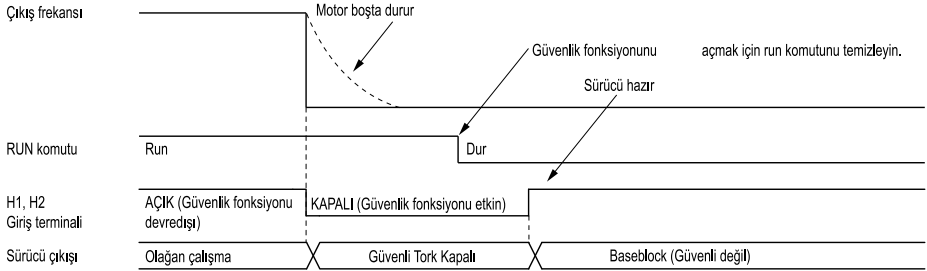 Çıkış frekansı
Motor boşta durur
Güvenlik fonksiyonunu açmak için run komutunu temizleyin.
Sürücü hazır
RUN komutu
Run
Dur
H1, H2
Giriş terminali
AÇIK (Güvenlik fonksiyonu
devredışı)
KAPALI (Güvenlik fonksiyonu etkin)
Sürücü çıkışı
Olağan çalışma
Güvenli Tork Kapalı
Baseblock (Güvenli değil)